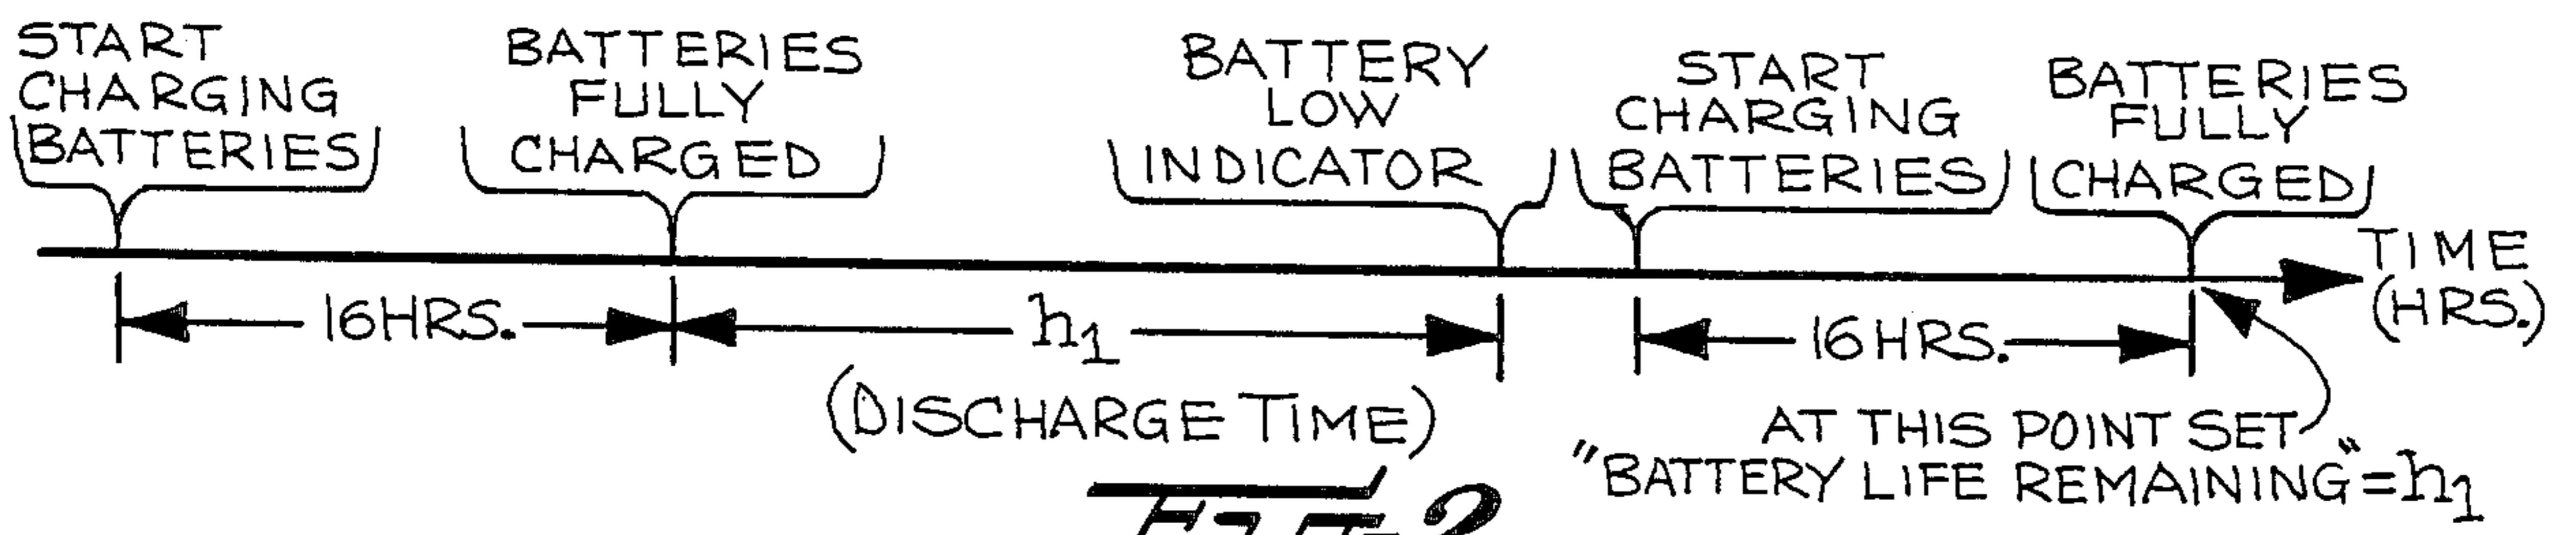 START
CHARGING
BATTERIES
BATTERIES
FULLY
CHARGED
BATTERY
LOW
INDICATOR
START
CHARGING
BATTERIES
BATTERIES
FULLY
CHARGED
TIME
(HRS.)
16HRS.
h1
(DISCHARGE TIME)
16HRS.
AT THIS POINT SET
"BATTERY LIFE REMAINING"=h1